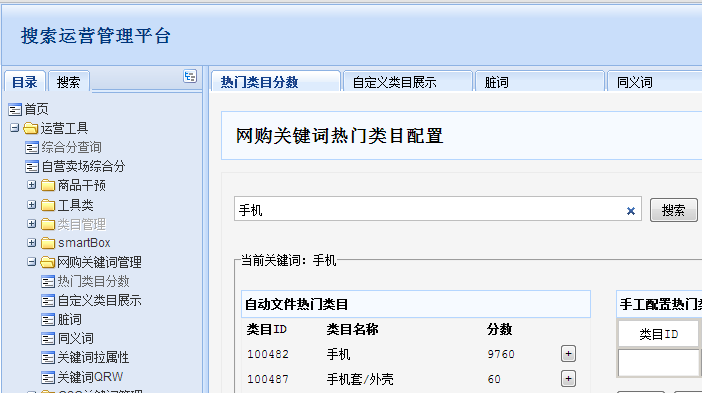 搜索运营管理平台
目录 搜索
首页
运营工具
综合分查询
自营卖场综合分
商品干预
工具类
类目管理
smartBox
网购关键词管理
热门类目分数
自定义类目展示
脏词
同义词
关键词拉属性
关键词QRW
热门类目分数 自定义类目展示 脏词 同义词
网购关键词热门类目配置
手机 × 搜索
当前关键词: 手机
自动文件热门类目
类目ID 类目名称 分数
100482 手机 9760 +
100487 手机套/外壳 60 +
手工配置热门
类目ID